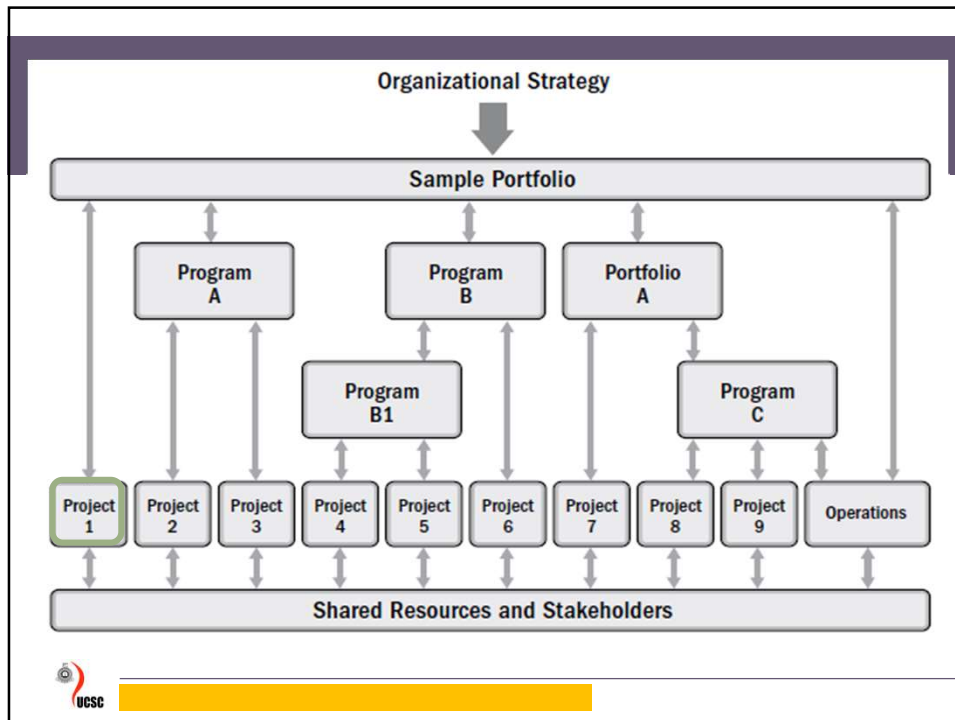 Organizational Strategy
Sample Portfolio
Program
A
Program
B
Portfolio
A
Program
B1
Program
C
Project
1
Project
2
Project
3
Project
4
Project
5
Project
6
Project
7
Project
8
Project
9
Operations
Shared Resources and Stakeholders
UCSC